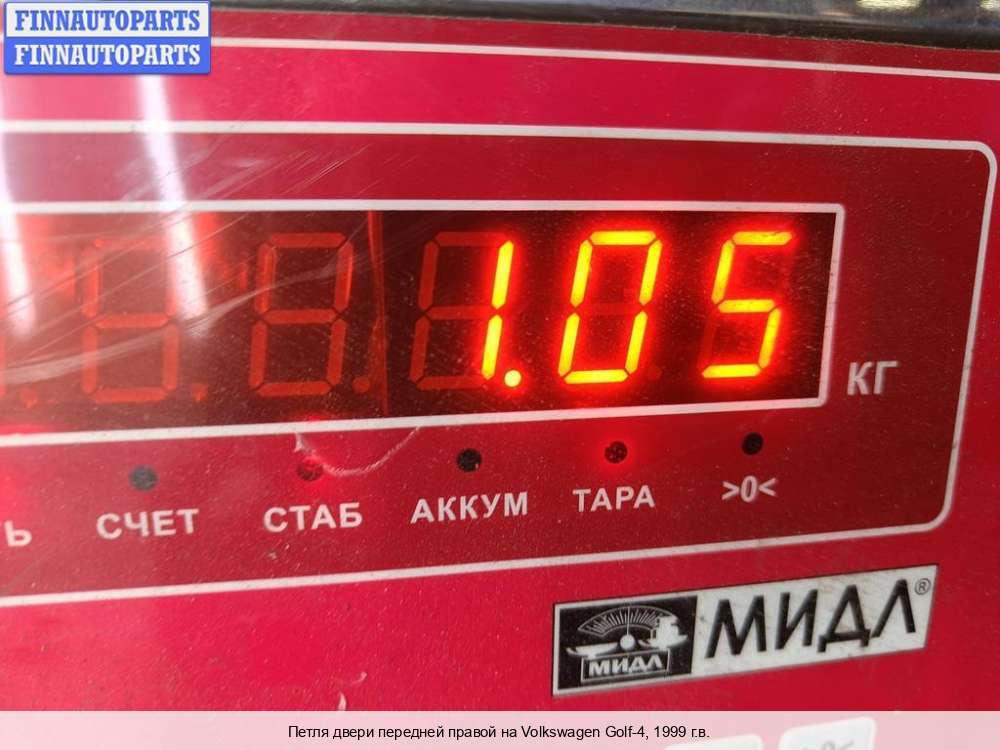 FINNAUTOPARTS
FINNAUTOPARTS
1.05
КГ
СЧЕТ СТАБ АККУМ ТАРА >0<
МИДЛ МИДЛ®
Петля двери передней правой на Volkswagen Golf-4, 1999 г.в.